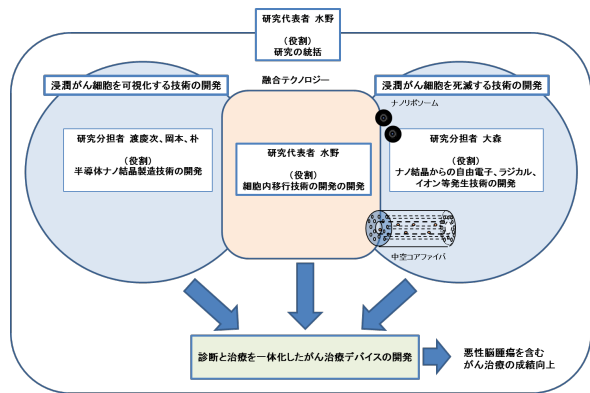 研究代表者 水野
(役割)
研究の統括
融合テクノロジー
浸潤がん細胞を可視化する技術の開発
浸潤がん細胞を死滅する技術の開発
ナノリポソーム
研究分担者 渡慶次、岡本、朴
(役割)
半導体ナノ結晶製造技術の開発
研究代表者 水野
(役割)
細胞内移行技術の開発の開発
研究分担者 大森
(役割)
ナノ結晶からの自由電子、ラジカル、
イオン等発生技術の開発
中空コアファイバ
診断と治療を一体化したがん治療デバイスの開発
悪性脳腫瘍を含む
がん治療の成績向上